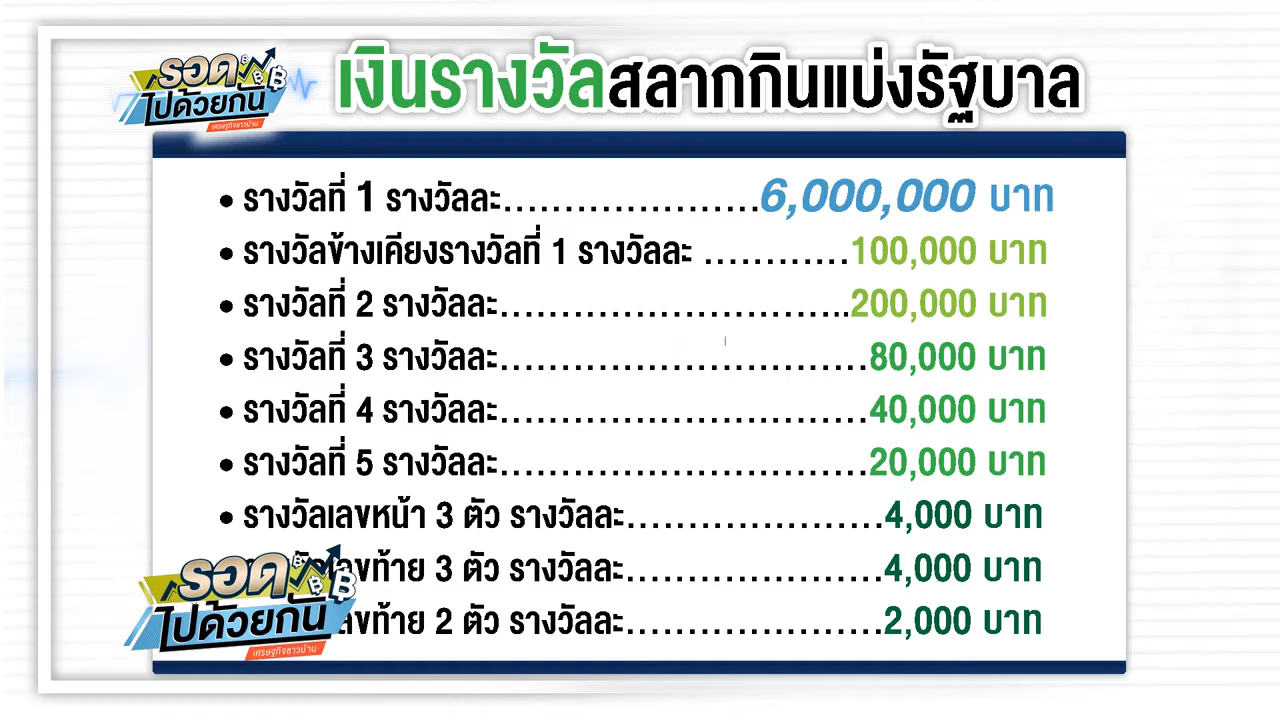 รอด
ไปด้วยกัน
เศรษฐกิจชาวบ้าน
เงินรางวัลสลากกินแบ่งรัฐบาล
• รางวัลที่ 1 รางวัลละ.....................6,000,000 บาท
• รางวัลข้างเคียงรางวัลที่ 1 รางวัลละ ............100,000 บาท
• รางวัลที่ 2 รางวัลละ.............................200,000 บาท
• รางวัลที่ 3 รางวัลละ..............................80,000 บาท
• รางวัลที่ 4 รางวัลละ..............................40,000 บาท
• รางวัลที่ 5 รางวัลละ..............................20,000 บาท
• รางวัลเลขหน้า 3 ตัว รางวัลละ.....................4,000 บาท
ลขท้าย 3 ตัว รางวัลละ.....................4,000 บาท
ลขท้าย 2 ตัว รางวัลละ.....................2,000 บาท
รอด
ไปด้วยกัน
เศรษฐกิจชาวบ้าน